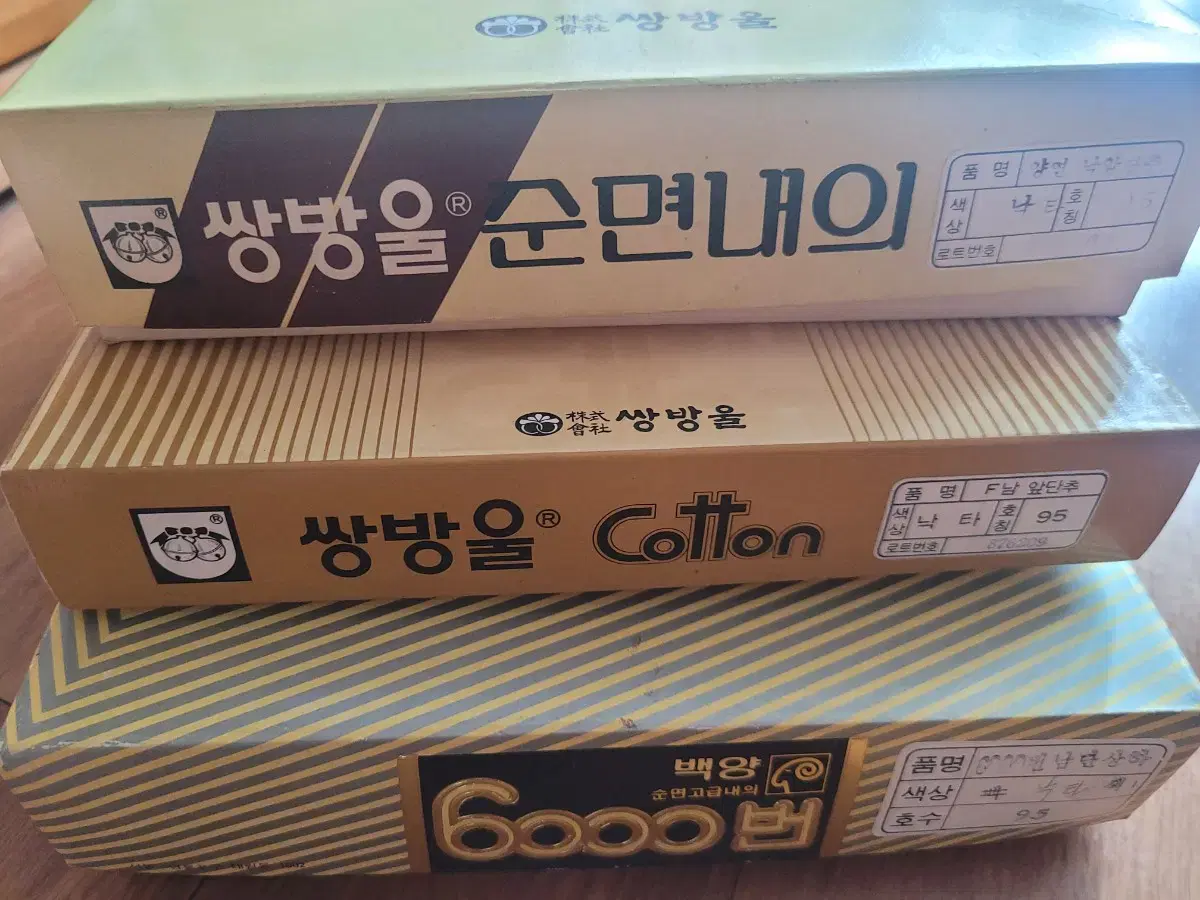 株式會社 쌍방울
쌍방울® 순면내의
품 명
색상 낙 타 호칭
로트번호
株式會社 쌍방울
쌍방울® Cotton
품 명 F남 앞단추
색상 낙 타 호칭 95
로트번호
백양
순면고급내의
6000번
품명
색상
호수 95